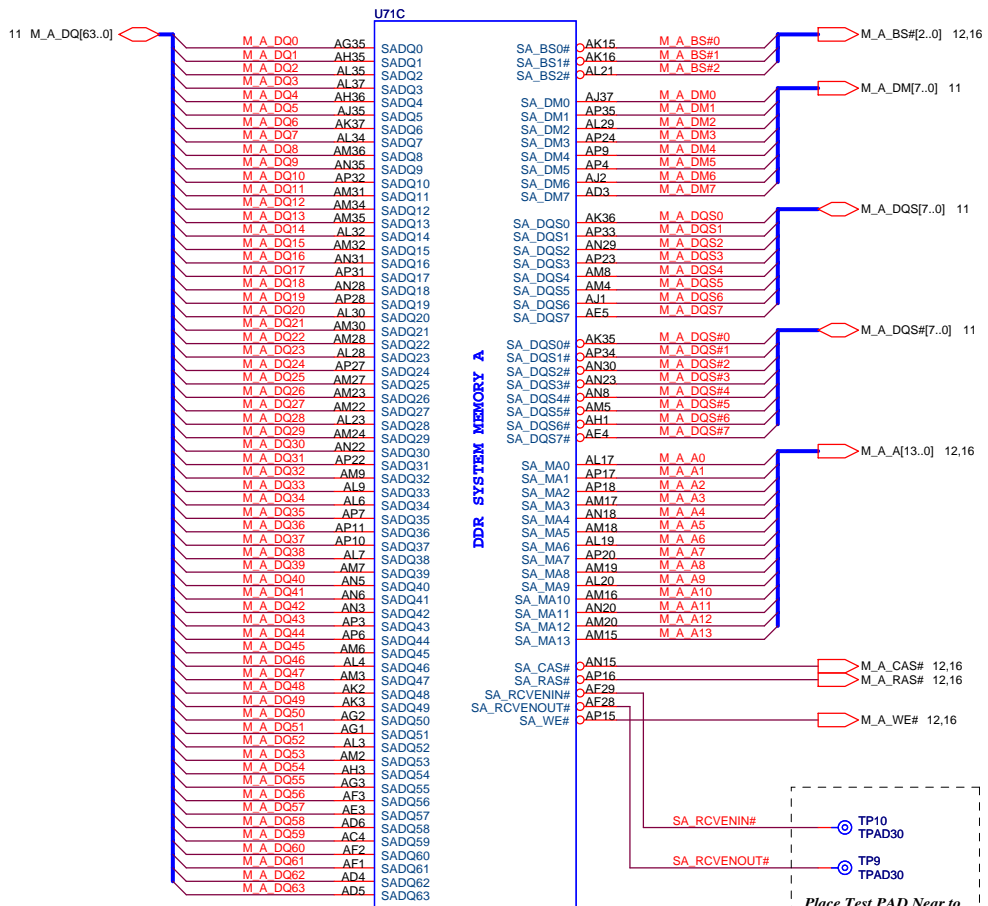 U71C
11 M_A_DQ[63..0]
M_A_DQ0 AG35 SADQ0
M_A_DQ1 AH35 SADQ1
M_A_DQ2 AL35 SADQ2
M_A_DQ3 AL37 SADQ3
M_A_DQ4 AH36 SADQ4
M_A_DQ5 AJ35 SADQ5
M_A_DQ6 AK37 SADQ6
M_A_DQ7 AL34 SADQ7
M_A_DQ8 AM36 SADQ8
M_A_DQ9 AN35 SADQ9
M_A_DQ10 AP32 SADQ10
M_A_DQ11 AM31 SADQ11
M_A_DQ12 AM34 SADQ12
M_A_DQ13 AM35 SADQ13
M_A_DQ14 AL32 SADQ14
M_A_DQ15 AM32 SADQ15
M_A_DQ16 AN31 SADQ16
M_A_DQ17 AP31 SADQ17
M_A_DQ18 AN28 SADQ18
M_A_DQ19 AP28 SADQ19
M_A_DQ20 AL30 SADQ20
M_A_DQ21 AM30 SADQ21
M_A_DQ22 AM28 SADQ22
M_A_DQ23 AL28 SADQ23
M_A_DQ24 AP27 SADQ24
M_A_DQ25 AM27 SADQ25
M_A_DQ26 AM23 SADQ26
M_A_DQ27 AM22 SADQ27
M_A_DQ28 AL23 SADQ28
M_A_DQ29 AM24 SADQ29
M_A_DQ30 AN22 SADQ30
M_A_DQ31 AP22 SADQ31
M_A_DQ32 AM9 SADQ32
M_A_DQ33 AL9 SADQ33
M_A_DQ34 AL6 SADQ34
M_A_DQ35 AP7 SADQ35
M_A_DQ36 AP11 SADQ36
M_A_DQ37 AP10 SADQ37
M_A_DQ38 AL7 SADQ38
M_A_DQ39 AM7 SADQ39
M_A_DQ40 AN5 SADQ40
M_A_DQ41 AN6 SADQ41
M_A_DQ42 AN3 SADQ42
M_A_DQ43 AP3 SADQ43
M_A_DQ44 AP6 SADQ44
M_A_DQ45 AM6 SADQ45
M_A_DQ46 AL4 SADQ46
M_A_DQ47 AM3 SADQ47
M_A_DQ48 AK2 SADQ48
M_A_DQ49 AK3 SADQ49
M_A_DQ50 AG2 SADQ50
M_A_DQ51 AG1 SADQ51
M_A_DQ52 AL3 SADQ52
M_A_DQ53 AM2 SADQ53
M_A_DQ54 AH3 SADQ54
M_A_DQ55 AG3 SADQ55
M_A_DQ56 AF3 SADQ56
M_A_DQ57 AE3 SADQ57
M_A_DQ58 AD6 SADQ58
M_A_DQ59 AC4 SADQ59
M_A_DQ60 AF2 SADQ60
M_A_DQ61 AF1 SADQ61
M_A_DQ62 AD4 SADQ62
M_A_DQ63 AD5 SADQ63
DDR SYSTEM MEMORY A
SA_BS0# AK15 M_A_BS#0
SA_BS1# AK16 M_A_BS#1
SA_BS2# AL21 M_A_BS#2
M_A_BS#[2..0] 12,16
SA_DM0 AJ37 M_A_DM0
SA_DM1 AP35 M_A_DM1
SA_DM2 AL29 M_A_DM2
SA_DM3 AP24 M_A_DM3
SA_DM4 AP9 M_A_DM4
SA_DM5 AP4 M_A_DM5
SA_DM6 AJ2 M_A_DM6
SA_DM7 AD3 M_A_DM7
M_A_DM[7..0] 11
SA_DQS0 AK36 M_A_DQS0
SA_DQS1 AP33 M_A_DQS1
SA_DQS2 AN29 M_A_DQS2
SA_DQS3 AP23 M_A_DQS3
SA_DQS4 AM8 M_A_DQS4
SA_DQS5 AM4 M_A_DQS5
SA_DQS6 AJ1 M_A_DQS6
SA_DQS7 AE5 M_A_DQS7
M_A_DQS[7..0] 11
SA_DQS0# AK35 M_A_DQS#0
SA_DQS1# AP34 M_A_DQS#1
SA_DQS2# AN30 M_A_DQS#2
SA_DQS3# AN23 M_A_DQS#3
SA_DQS4# AN8 M_A_DQS#4
SA_DQS5# AM5 M_A_DQS#5
SA_DQS6# AH1 M_A_DQS#6
SA_DQS7# AE4 M_A_DQS#7
M_A_DQS#[7..0] 11
SA_MA0 AL17 M_A_A0
SA_MA1 AP17 M_A_A1
SA_MA2 AP18 M_A_A2
SA_MA3 AM17 M_A_A3
SA_MA4 AN18 M_A_A4
SA_MA5 AM18 M_A_A5
SA_MA6 AL19 M_A_A6
SA_MA7 AP20 M_A_A7
SA_MA8 AM19 M_A_A8
SA_MA9 AL20 M_A_A9
SA_MA10 AM16 M_A_A10
SA_MA11 AN20 M_A_A11
SA_MA12 AM20 M_A_A12
SA_MA13 AM15 M_A_A13
M_A_A[13..0] 12,16
SA_CAS# AN15 M_A_CAS# 12,16
SA_RAS# AP16 M_A_RAS# 12,16
SA_RCVENIN# AF29
SA_RCVENOUT# AF28
SA_WE# AP15 M_A_WE# 12,16
SA_RCVENIN# TP10
TPAD30
SA_RCVENOUT# TP9
TPAD30
Place Test PAD Near to